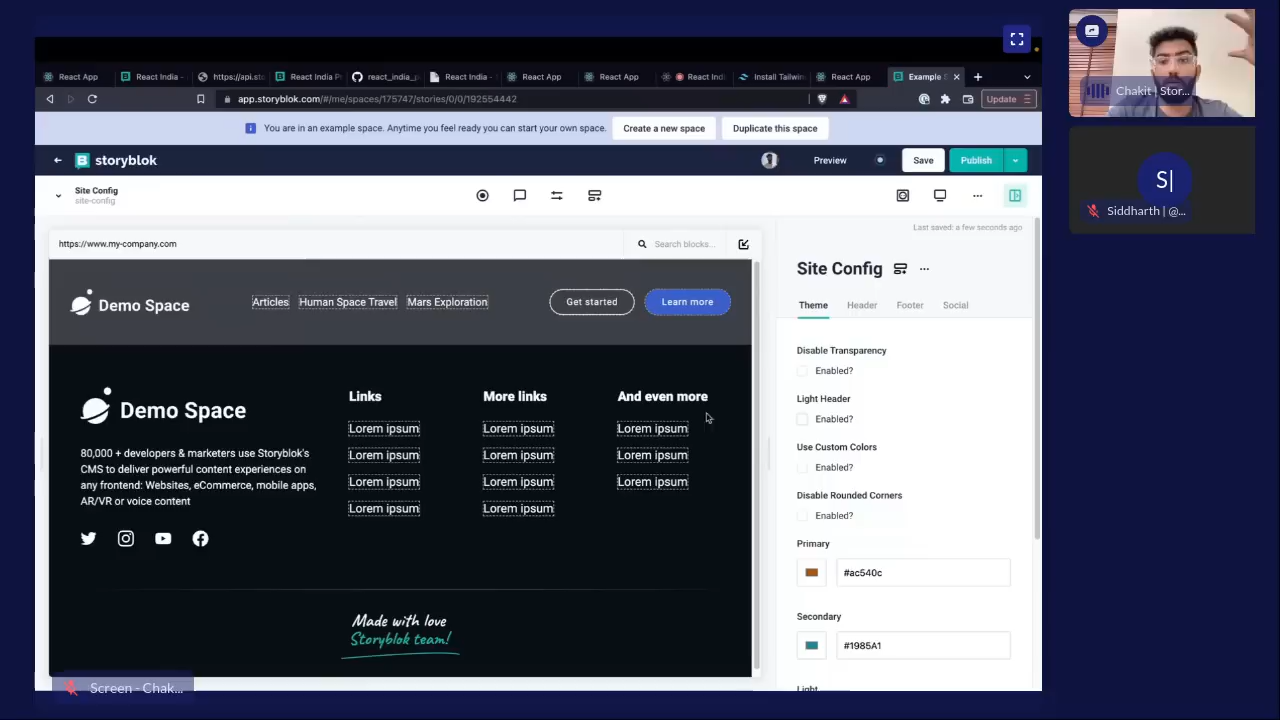 React App
React India -
https://api.sto
React India P
react_india_p
React India -
React App
React App
React Indi
Install Tailwin
React App
Example S
app.storyblok.com/#/me/spaces/175747/stories/0/0/192554442
Update
You are in an example space. Anytime you feel ready you can start your own space.
Create a new space
Duplicate this space
storyblok
Preview
Save
Publish
Site Config
site-config
https://www.my-company.com
Search blocks...
Last saved: a few seconds ago
Demo Space
Articles
Human Space Travel
Mars Exploration
Get started
Learn more
Site Config
Theme
Header
Footer
Social
Demo Space
80,000 + developers & marketers use Storyblok's
CMS to deliver powerful content experiences on
any frontend: Websites, eCommerce, mobile apps,
AR/VR or voice content
Links
Lorem ipsum
Lorem ipsum
Lorem ipsum
Lorem ipsum
More links
Lorem ipsum
Lorem ipsum
Lorem ipsum
Lorem ipsum
And even more
Lorem ipsum
Lorem ipsum
Lorem ipsum
Made with love
Storyblok team!
Disable Transparency
Enabled?
Light Header
Enabled?
Use Custom Colors
Enabled?
Disable Rounded Corners
Enabled?
Primary
#ac540c
Secondary
#1985A1
Light
Screen - Chak...
Chakit | Stor...
S|
Siddharth | @...